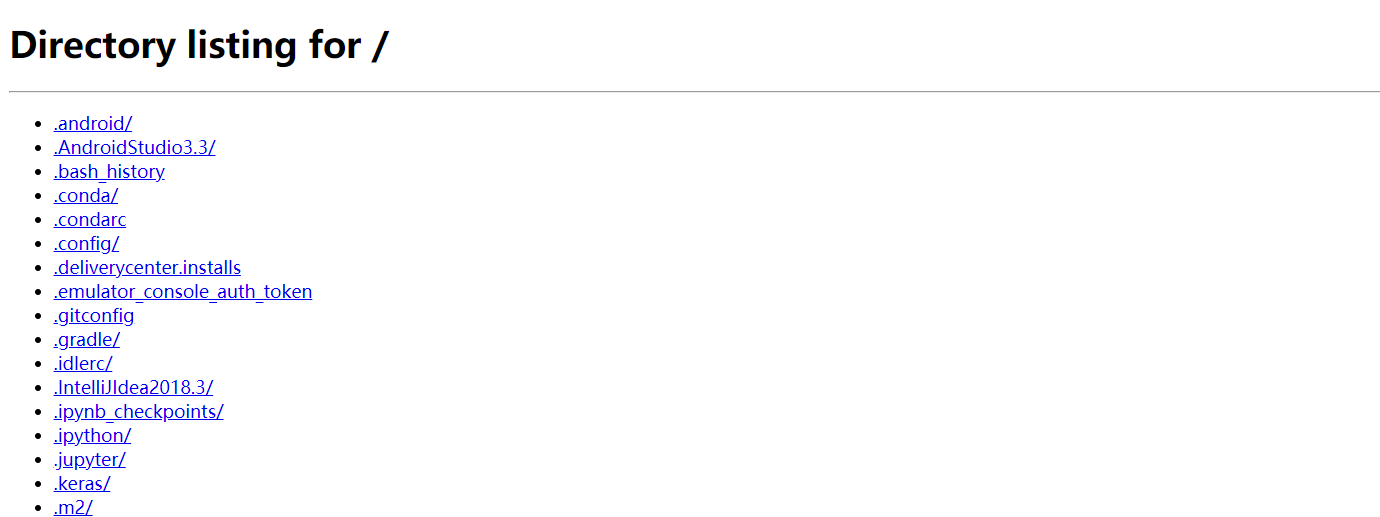 Directory listing for /
.android/
.AndroidStudio3.3/
.bash_history
.conda/
.condarc
.config/
.deliverycenter.installs
.emulator_console_auth_token
.gitconfig
.gradle/
.idlerc/
.IntelliJIdea2018.3/
.ipynb_checkpoints/
.ipython/
.jupyter/
.keras/
.m2/